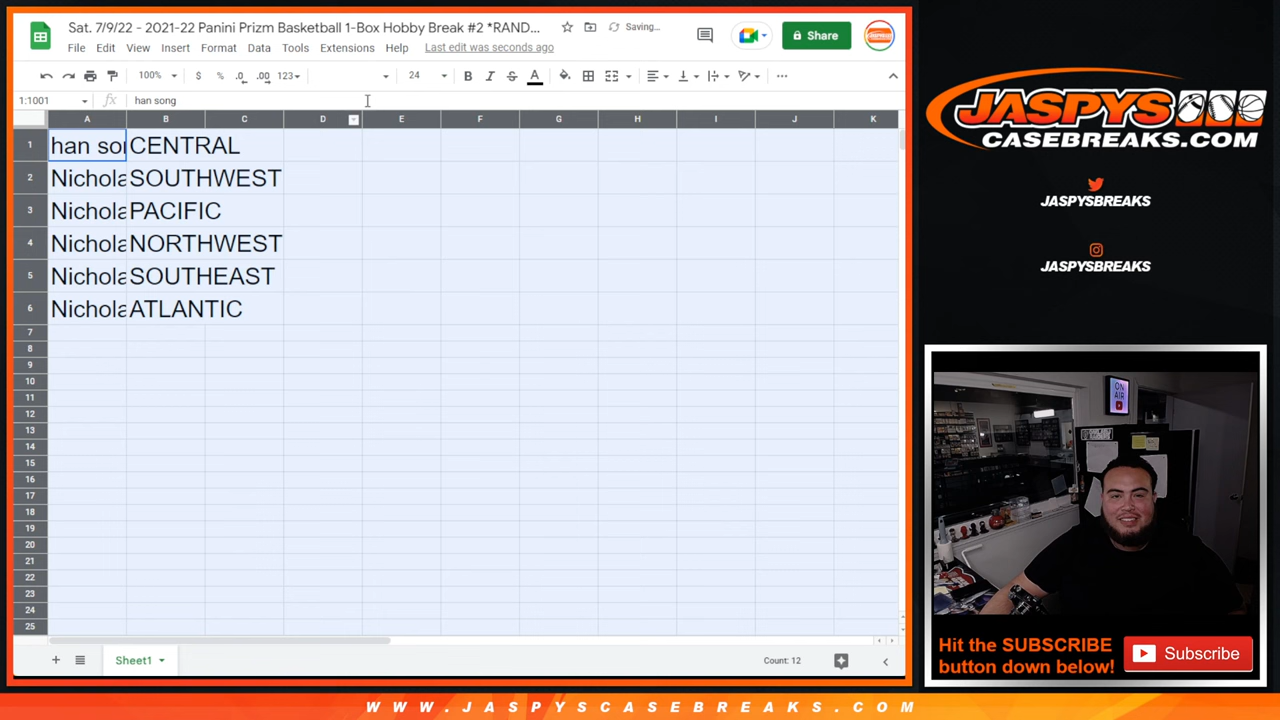 Sat. 7/9/22 - 2021-22 Panini Prizm Basketball 1-Box Hobby Break #2 *RAND...
Saving...
Share
File Edit View Insert Format Data Tools Extensions Help Last edit was seconds ago
100% $ % .0 .00 123 24 B I S A
1:1001 fx han song
A B C D E F G H I J K
1 han son CENTRAL
2 Nichola SOUTHWEST
3 Nichola PACIFIC
4 Nichola NORTHWEST
5 Nichola SOUTHEAST
6 Nichola ATLANTIC
7
8
9
10
11
12
13
14
15
16
17
18
19
20
21
22
23
24
25
Sheet1
Count: 12
JASPYS
CASEBREAKS.COM
JASPYSBREAKS
JASPYSBREAKS
ON
AIR
Hit the SUBSCRIBE
button down below!
Subscribe
WWW.JASPYSCASEBREAKS.COM